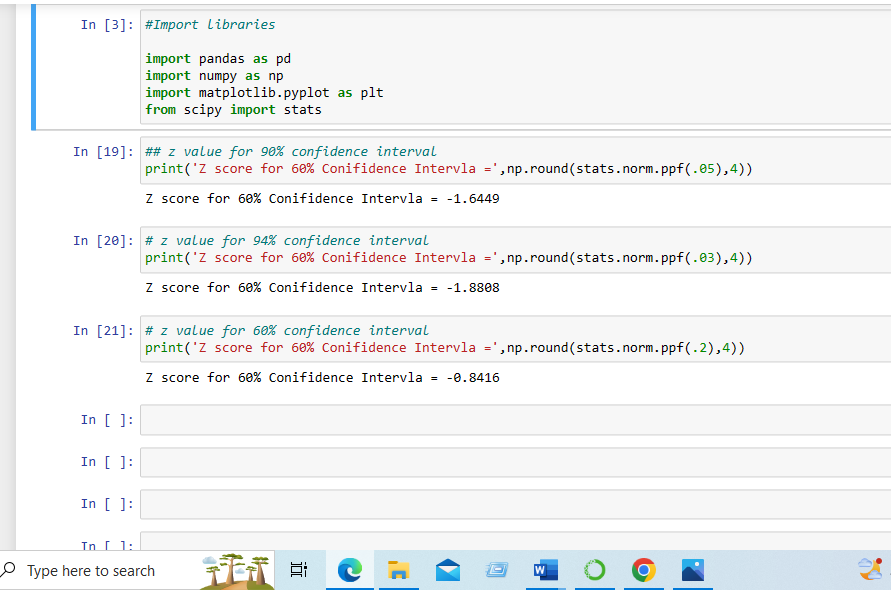 In [3]: #Import libraries
import pandas as pd
import numpy as np
import matplotlib.pyplot as plt
from scipy import stats
In [19]: ## z value for 90% confidence interval
print('Z score for 60% Conifidence Intervla =',np.round(stats.norm.ppf(.05),4))
Z score for 60% Conifidence Intervla = -1.6449
In [20]: # z value for 94% confidence interval
print('Z score for 60% Conifidence Intervla =',np.round(stats.norm.ppf(.03),4))
Z score for 60% Conifidence Intervla = -1.8808
In [21]: # z value for 60% confidence interval
print('Z score for 60% Conifidence Intervla =',np.round(stats.norm.ppf(.2),4))
Z score for 60% Conifidence Intervla = -0.8416
In [ ]:
In [ ]:
In [ ]:
In [ ]:
Type here to search
W